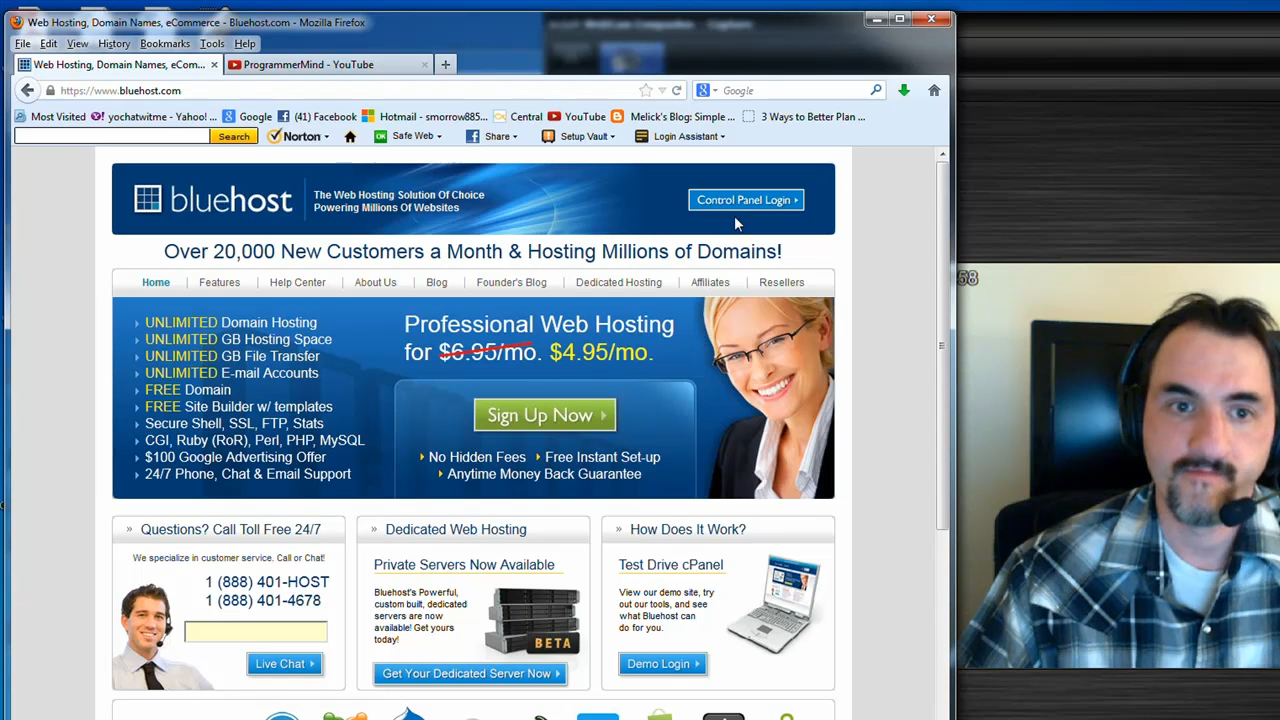 Web Hosting, Domain Names, eCommerce - Bluehost.com - Mozilla Firefox
File Edit View History Bookmarks Tools Help
Web Hosting, Domain Names, eCom... ProgrammerMind - YouTube
https://www.bluehost.com Google
Most Visited yochatwitme - Yahoo! ... Google (41) Facebook Hotmail - smorrow885... Central YouTube Melick's Blog: Simple ... 3 Ways to Better Plan ...
Search Norton Safe Web Share Setup Vault Login Assistant
bluehost
The Web Hosting Solution Of Choice
Powering Millions Of Websites
Control Panel Login
Over 20,000 New Customers a Month & Hosting Millions of Domains!
Home Features Help Center About Us Blog Founder's Blog Dedicated Hosting Affiliates Resellers
UNLIMITED Domain Hosting
UNLIMITED GB Hosting Space
UNLIMITED GB File Transfer
UNLIMITED E-mail Accounts
FREE Domain
FREE Site Builder w/ templates
Secure Shell, SSL, FTP, Stats
CGI, Ruby (RoR), Perl, PHP, MySQL
$100 Google Advertising Offer
24/7 Phone, Chat & Email Support
Professional Web Hosting
for $6.95/mo. $4.95/mo.
Sign Up Now
No Hidden Fees Free Instant Set-up
Anytime Money Back Guarantee
» Questions? Call Toll Free 24/7
We specialize in customer service. Call or Chat!
1 (888) 401-HOST
1 (888) 401-4678
Live Chat
» Dedicated Web Hosting
Private Servers Now Available
Bluehost's Powerful,
custom built, dedicated
servers are now
available! Get yours
today!
BETA
Get Your Dedicated Server Now
» How Does It Work?
Test Drive cPanel
View our demo site, try
out our tools, and see
what Bluehost can
do for you.
Demo Login
58